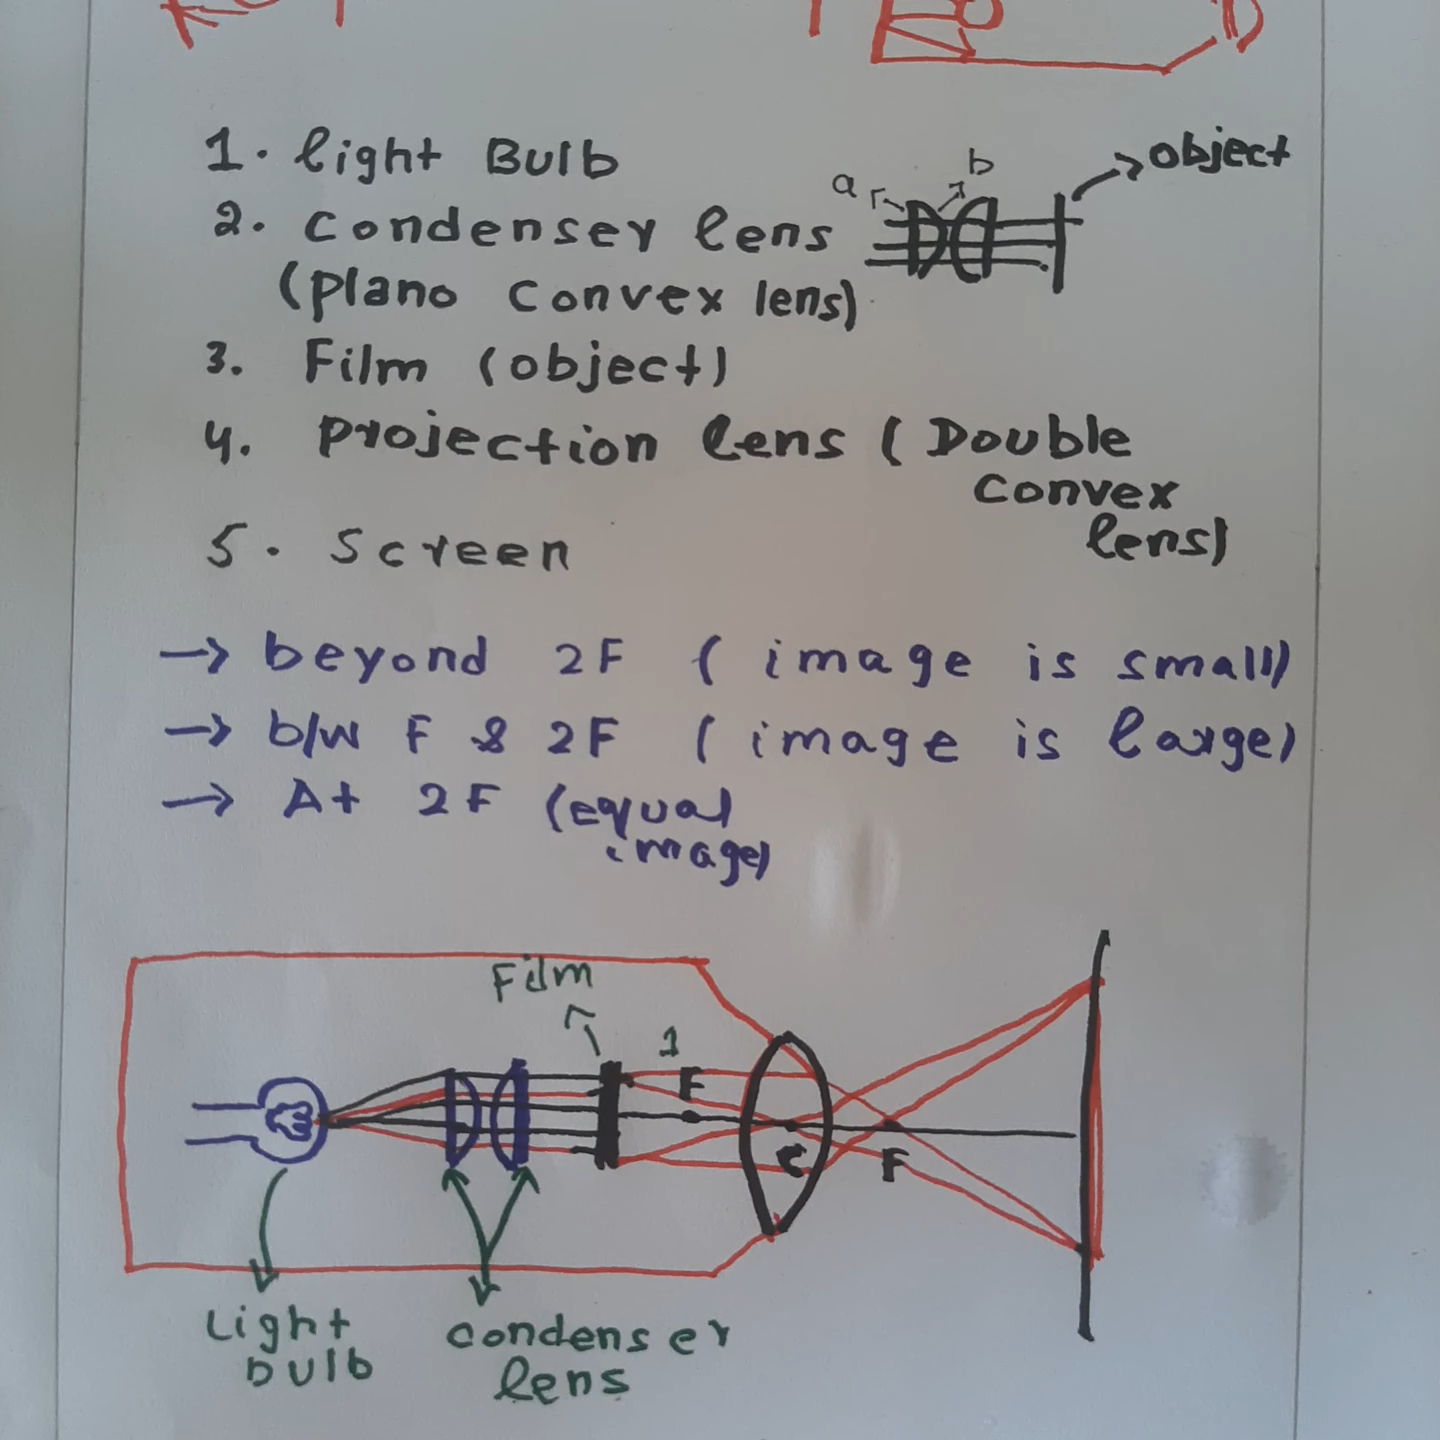 1. light Bulb
2. Condenser lens
(plano convex lens)
a
b
object
3. Film (object)
4. Projection lens (Double
convex
lens)
5. Screen
→ beyond 2F (image is small)
→ b/w F & 2F (image is large)
→ At 2F (equal
image)
Film
1
F
C
F
Light
bulb
condenser
lens